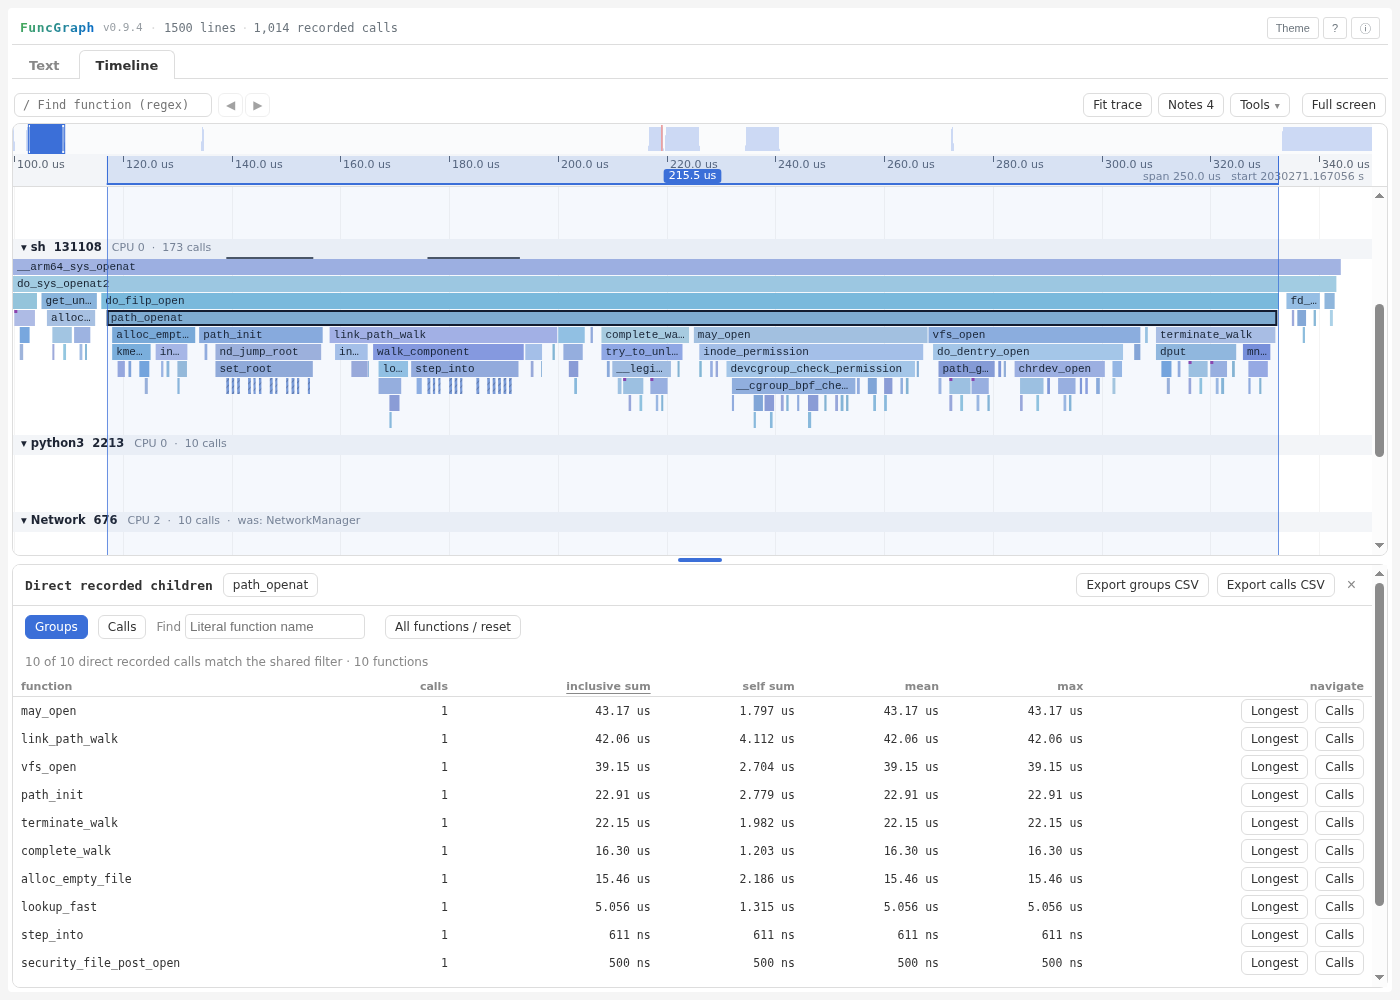 FuncGraph v0.9.4 · 1500 lines · 1,014 recorded calls Theme ? ⓘ
Text Timeline
/ Find function (regex) ◀ ▶ Fit trace Notes 4 Tools ▾ Full screen
100.0 us 120.0 us 140.0 us 160.0 us 180.0 us 200.0 us 220.0 us 240.0 us 260.0 us 280.0 us 300.0 us 320.0 us 340.0 us
215.5 us span 250.0 us start 2030271.167056 s
▾ sh 131108 CPU 0 · 173 calls
__arm64_sys_openat
do_sys_openat2
get_un… do_filp_open fd_…
alloc… path_openat
alloc_empt… path_init link_path_walk complete_wa… may_open vfs_open terminate_walk
kme… in… nd_jump_root in… walk_component try_to_unl… inode_permission do_dentry_open dput mn…
set_root lo… step_into __legi… devcgroup_check_permission path_g… chrdev_open
__cgroup_bpf_che…
▾ python3 2213 CPU 0 · 10 calls
▾ Network 676 CPU 2 · 10 calls · was: NetworkManager
Direct recorded children path_openat Export groups CSV Export calls CSV ×
Groups Calls Find Literal function name All functions / reset
10 of 10 direct recorded calls match the shared filter · 10 functions
function calls inclusive sum self sum mean max navigate
may_open 1 43.17 us 1.797 us 43.17 us 43.17 us Longest Calls
link_path_walk 1 42.06 us 4.112 us 42.06 us 42.06 us Longest Calls
vfs_open 1 39.15 us 2.704 us 39.15 us 39.15 us Longest Calls
path_init 1 22.91 us 2.779 us 22.91 us 22.91 us Longest Calls
terminate_walk 1 22.15 us 1.982 us 22.15 us 22.15 us Longest Calls
complete_walk 1 16.30 us 1.203 us 16.30 us 16.30 us Longest Calls
alloc_empty_file 1 15.46 us 2.186 us 15.46 us 15.46 us Longest Calls
lookup_fast 1 5.056 us 1.315 us 5.056 us 5.056 us Longest Calls
step_into 1 611 ns 611 ns 611 ns 611 ns Longest Calls
security_file_post_open 1 500 ns 500 ns 500 ns 500 ns Longest Calls